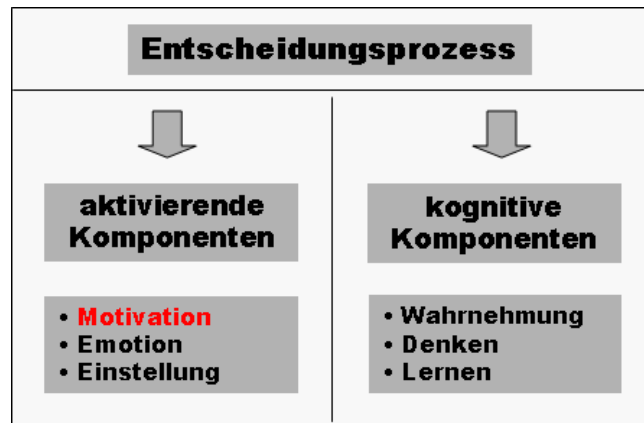 Entscheidungsprozess
aktivierende
Komponenten
• Motivation
• Emotion
• Einstellung
kognitive
Komponenten
• Wahrnehmung
• Denken
• Lernen